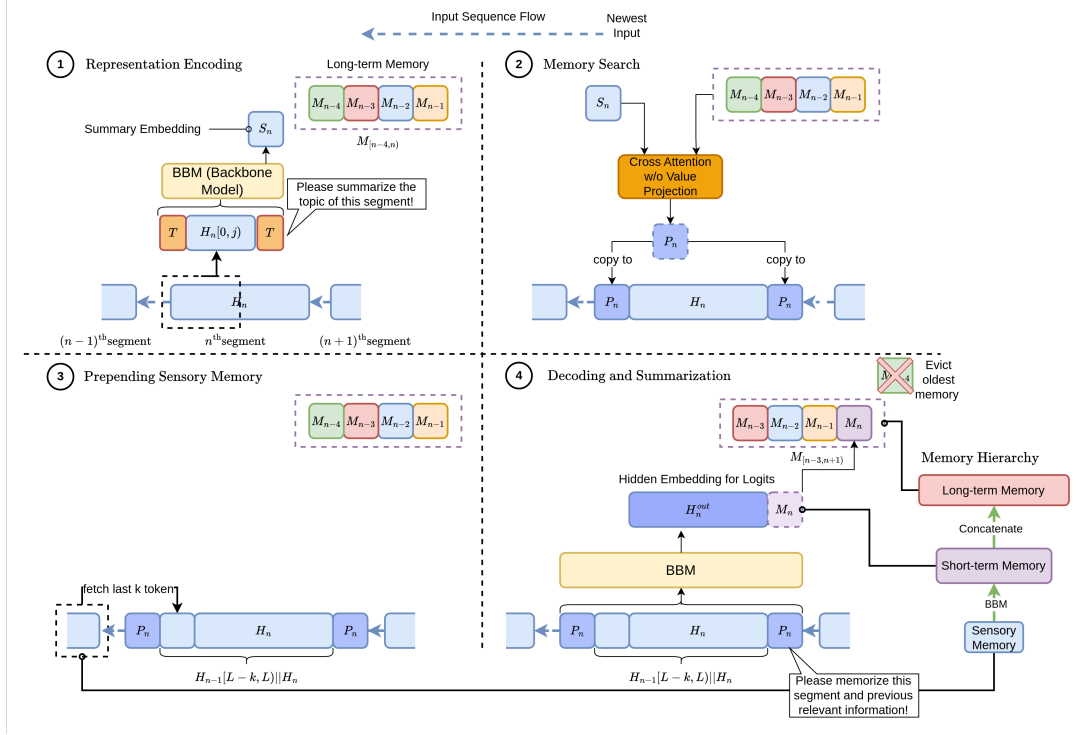 Input Sequence Flow
Newest
Input
1
Representation Encoding
Long-term Memory
M_{n−4} M_{n−3} M_{n−2} M_{n−1}
M_{[n−4,n)}
Summary Embedding
S_n
BBM (Backbone
Model)
Please summarize the
topic of this segment!
T H_n[0, j) T
H_n
(n − 1)^{th}segment
n^{th}segment
(n + 1)^{th}segment
2
Memory Search
S_n
M_{n−4} M_{n−3} M_{n−2} M_{n−1}
Cross Attention
w/o Value
Projection
P_n
copy to
copy to
P_n H_n P_n
3
Prepending Sensory Memory
M_{n−4} M_{n−3} M_{n−2} M_{n−1}
fetch last k token
P_n H_n P_n
H_{n−1}[L − k, L)||H_n
4
Decoding and Summarization
Evict
oldest
memory
M_{n−3} M_{n−2} M_{n−1} M_n
M_{[n−3,n+1)}
Hidden Embedding for Logits
H_n^{out} M_n
BBM
P_n H_n P_n
H_{n−1}[L − k, L)||H_n
Please memorize this
segment and previous
relevant information!
Memory Hierarchy
Long-term Memory
Concatenate
Short-term Memory
BBM
Sensory
Memory